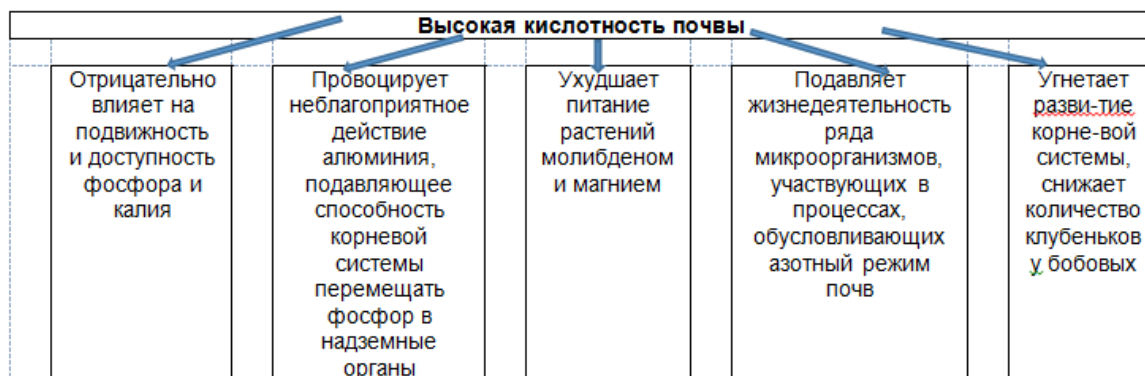 Высокая кислотность почвы
Отрицательно
влияет на
подвижность
и доступность
фосфора и
калия
Провоцирует
неблагоприятное
действие
алюминия,
подавляющее
способность
корневой
системы
перемещать
фосфор в
надземные
органы
Ухудшает
питание
растений
молибденом
и магнием
Подавляет
жизнедеятельность
ряда
микроорганизмов,
участвующих в
процессах,
обусловливающих
азотный режим
почв
Угнетает
разви-тие
корне-вой
системы,
снижает
количество
клубеньков
у бобовых